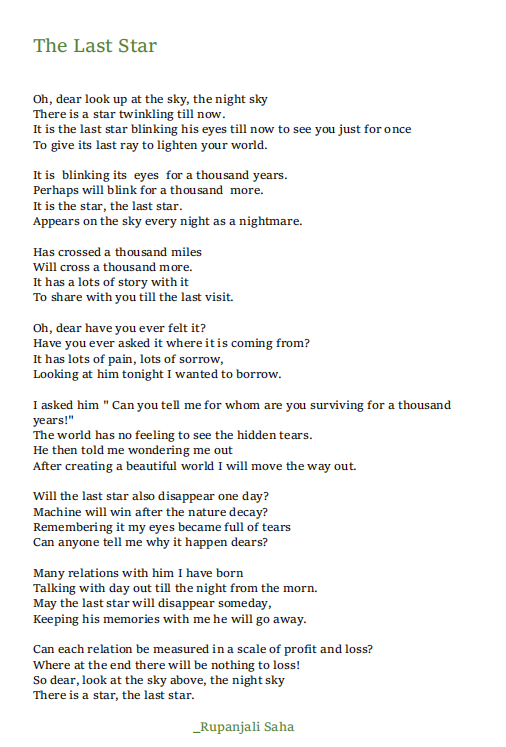 The Last Star
Oh, dear look up at the sky, the night sky
There is a star twinkling till now.
It is the last star blinking his eyes till now to see you just for once
To give its last ray to lighten your world.
It is blinking its eyes for a thousand years.
Perhaps will blink for a thousand more.
It is the star, the last star.
Appears on the sky every night as a nightmare.
Has crossed a thousand miles
Will cross a thousand more.
It has a lots of story with it
To share with you till the last visit.
Oh, dear have you ever felt it?
Have you ever asked it where it is coming from?
It has lots of pain, lots of sorrow,
Looking at him tonight I wanted to borrow.
I asked him " Can you tell me for whom are you surviving for a thousand
years!"
The world has no feeling to see the hidden tears.
He then told me wondering me out
After creating a beautiful world I will move the way out.
Will the last star also disappear one day?
Machine will win after the nature decay?
Remembering it my eyes became full of tears
Can anyone tell me why it happen dears?
Many relations with him I have born
Talking with day out till the night from the morn.
May the last star will disappear someday,
Keeping his memories with me he will go away.
Can each relation be measured in a scale of profit and loss?
Where at the end there will be nothing to loss!
So dear, look at the sky above, the night sky
There is a star, the last star.
_Rupanjali Saha